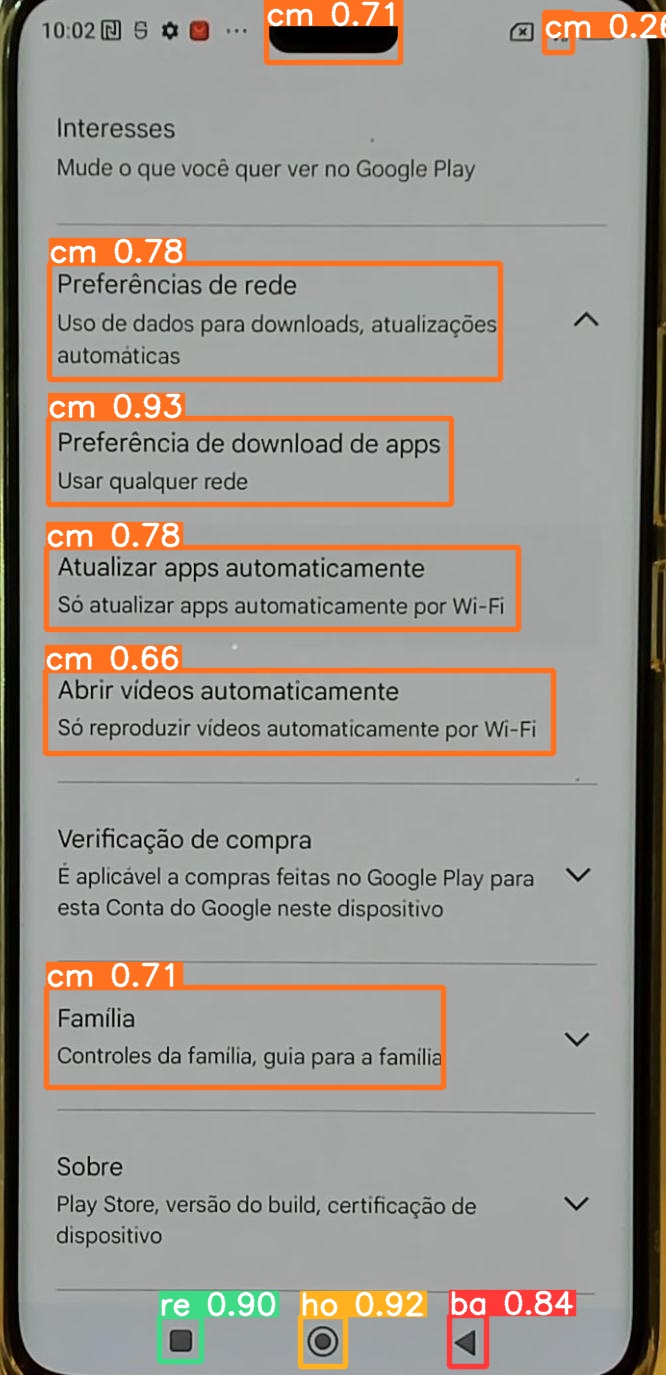 cm 0.71
10:02
cm 0.26
Interesses
Mude o que você quer ver no Google Play
cm 0.78
Preferências de rede
Uso de dados para downloads, atualizações
automáticas
cm 0.93
Preferência de download de apps
Usar qualquer rede
cm 0.78
Atualizar apps automaticamente
Só atualizar apps automaticamente por Wi-Fi
cm 0.66
Abrir vídeos automaticamente
Só reproduzir vídeos automaticamente por Wi-Fi
Verificação de compra
É aplicável a compras feitas no Google Play para
esta Conta do Google neste dispositivo
cm 0.71
Família
Controles da família, guia para a família
Sobre
Play Store, versão do build, certificação de
dispositivo
re 0.90 ho 0.92 ba 0.84